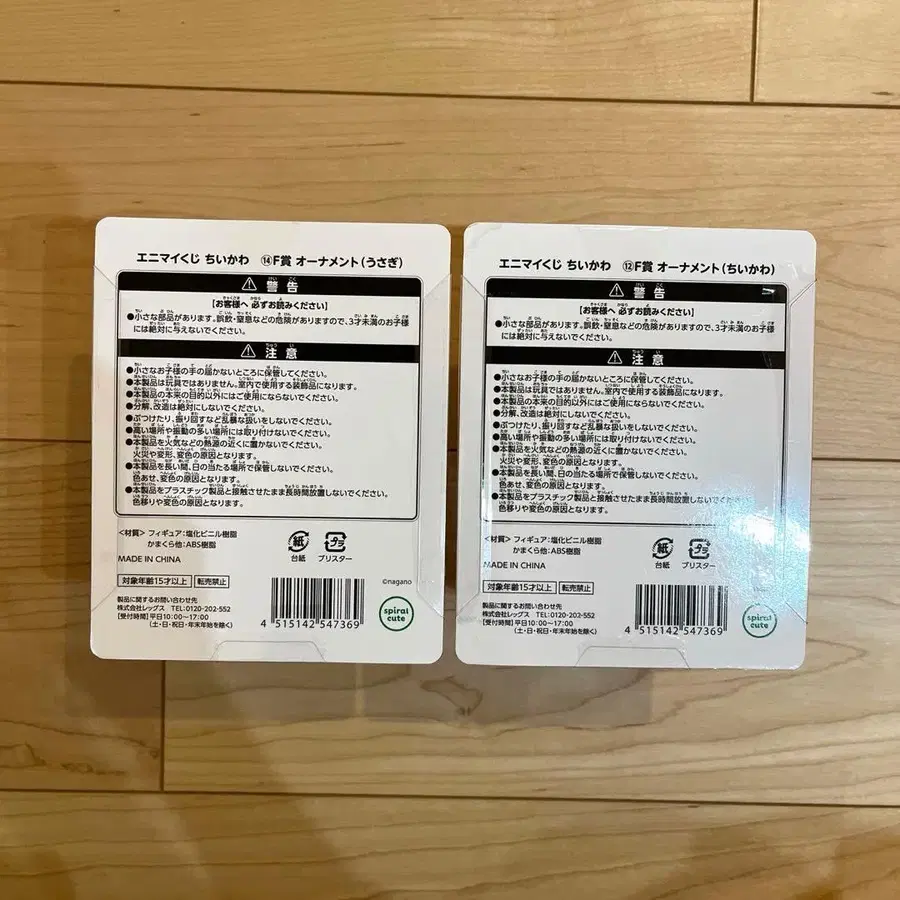 エニマイくじ ちいかわ ⑭F賞 オーナメント(うさぎ)
⚠警告
【お客様へ 必ずお読みください】
●小さな部品があります。誤飲・窒息などの危険がありますので、3才未満のお子様
には絶対に与えないでください。
⚠注意
●小さなお子様の手の届かないところに保管してください。
●本製品は玩具ではありません。室内で使用する装飾品になります。
●本製品の本来の目的以外にはご使用にならないでください。
●分解、改造は絶対にしないでください。
●ぶつけたり、振り回すなど乱暴な扱いをしないでください。
●高い場所や振動の多い場所には取り付けないでください。
●本製品を火気などの熱源の近くに置かないでください。
火災や変形、変色の原因となります。
●本製品を長い間、日の当たる場所で保管しないでください。
色あせ、変色の原因となります。
●本製品をプラスチック製品と接触させたまま長時間放置しないでください。
色移りや変色の原因となります。
<材質> フィギュア:塩化ビニル樹脂
かまくら他:ABS樹脂
紙
台紙
プラ
ブリスター
MADE IN CHINA
対象年齢15才以上
転売禁止
©nagano
製品に関するお問い合わせ先
株式会社レッグス TEL:0120-202-552
【受付時間】平日10:00〜17:00
(土・日・祝日・年末年始を除く)
4 515142 547369
spiral
cute
エニマイくじ ちいかわ ⑫F賞 オーナメント(ちいかわ)
⚠警告
【お客様へ 必ずお読みください】
●小さな部品があります。誤飲・窒息などの危険がありますので、3才未満のお子様
には絶対に与えないでください。
⚠注意
●小さなお子様の手の届かないところに保管してください。
●本製品は玩具ではありません。室内で使用する装飾品になります。
●本製品の本来の目的以外にはご使用にならないでください。
●分解、改造は絶対にしないでください。
●ぶつけたり、振り回すなど乱暴な扱いをしないでください。
●高い場所や振動の多い場所には取り付けないでください。
●本製品を火気などの熱源の近くに置かないでください。
火災や変形、変色の原因となります。
●本製品を長い間、日の当たる場所で保管しないでください。
色あせ、変色の原因となります。
●本製品をプラスチック製品と接触させたまま長時間放置しないでください。
色移りや変色の原因となります。
<材質> フィギュア:塩化ビニル樹脂
かまくら他:ABS樹脂
紙
台紙
プラ
ブリスター
MADE IN CHINA
対象年齢15才以上
転売禁止
製品に関するお問い合わせ先
株式会社レッグス TEL:0120-202-552
【受付時間】平日10:00〜17:00
(土・日・祝日・年末年始を除く)
4 515142 547369
spiral
cute